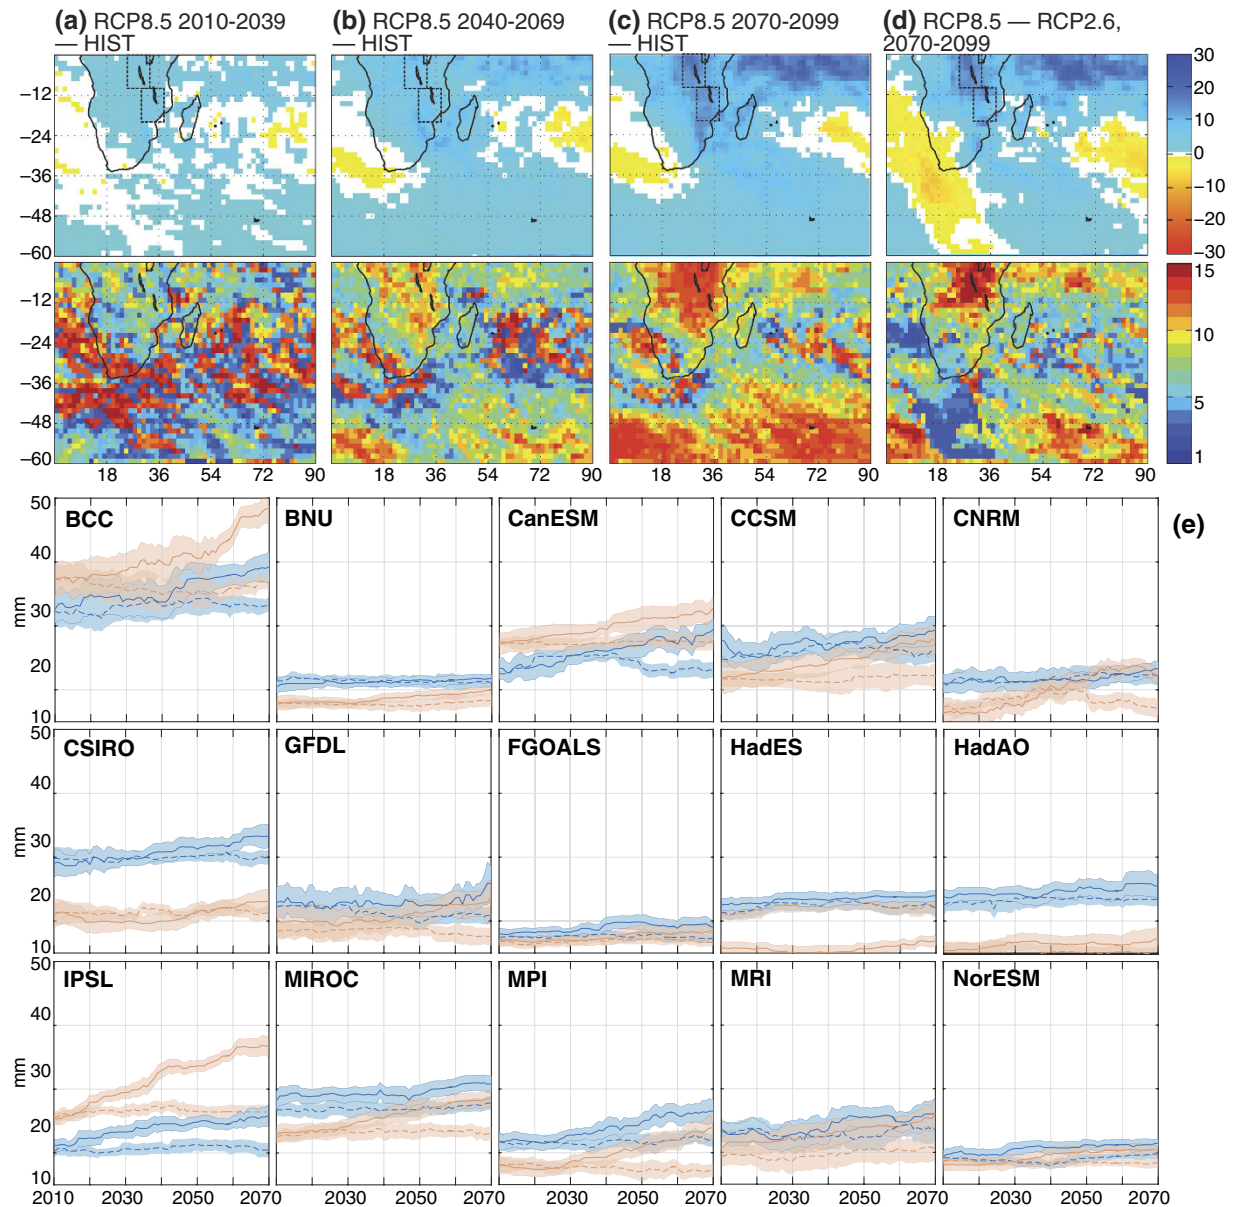 (a) RCP8.5 2010-2039
— HIST
(b) RCP8.5 2040-2069
— HIST
(c) RCP8.5 2070-2099
— HIST
(d) RCP8.5 — RCP2.6,
2070-2099
−12
−24
−36
−48
−60
30
20
10
0
−10
−20
−30
−12
−24
−36
−48
−60
15
10
5
1
18 36 54 72 90
18 36 54 72 90
18 36 54 72 90
18 36 54 72 90
(e)
BCC BNU CanESM CCSM CNRM
50
40
30
20
10
mm
CSIRO GFDL FGOALS HadES HadAO
50
40
30
20
10
mm
IPSL MIROC MPI MRI NorESM
50
40
30
20
10
mm
2010 2030 2050 2070 2030 2050 2070 2030 2050 2070 2030 2050 2070 2030 2050 2070